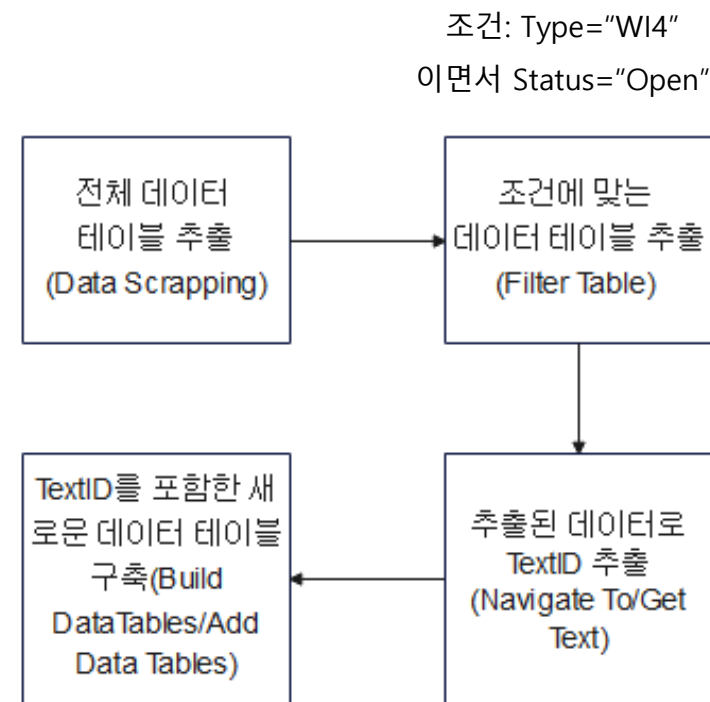 조건: Type=“WI4”
이면서 Status=“Open”
전체 데이터
테이블 추출
(Data Scrapping)
조건에 맞는
데이터 테이블 추출
(Filter Table)
TextID를 포함한 새
로운 데이터 테이블
구축(Build
DataTables/Add
Data Tables)
추출된 데이터로
TextID 추출
(Navigate To/Get
Text)